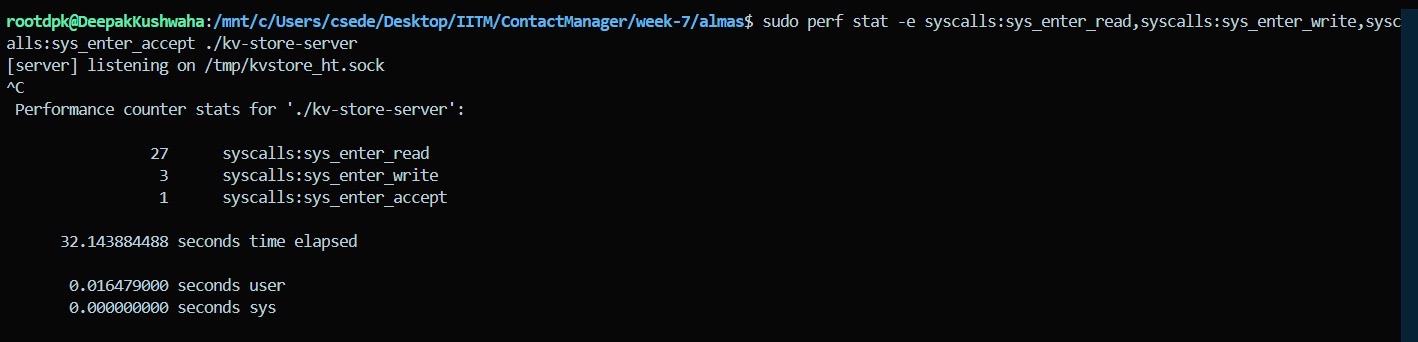 rootdpk@DeepakKushwaha:/mnt/c/Users/csede/Desktop/IITM/ContactManager/week-7/almas$ sudo perf stat -e syscalls:sys_enter_read,syscalls:sys_enter_write,sysc
alls:sys_enter_accept ./kv-store-server
[server] listening on /tmp/kvstore_ht.sock
^C
Performance counter stats for './kv-store-server':
27 syscalls:sys_enter_read
3 syscalls:sys_enter_write
1 syscalls:sys_enter_accept
32.143884488 seconds time elapsed
0.016479000 seconds user
0.000000000 seconds sys